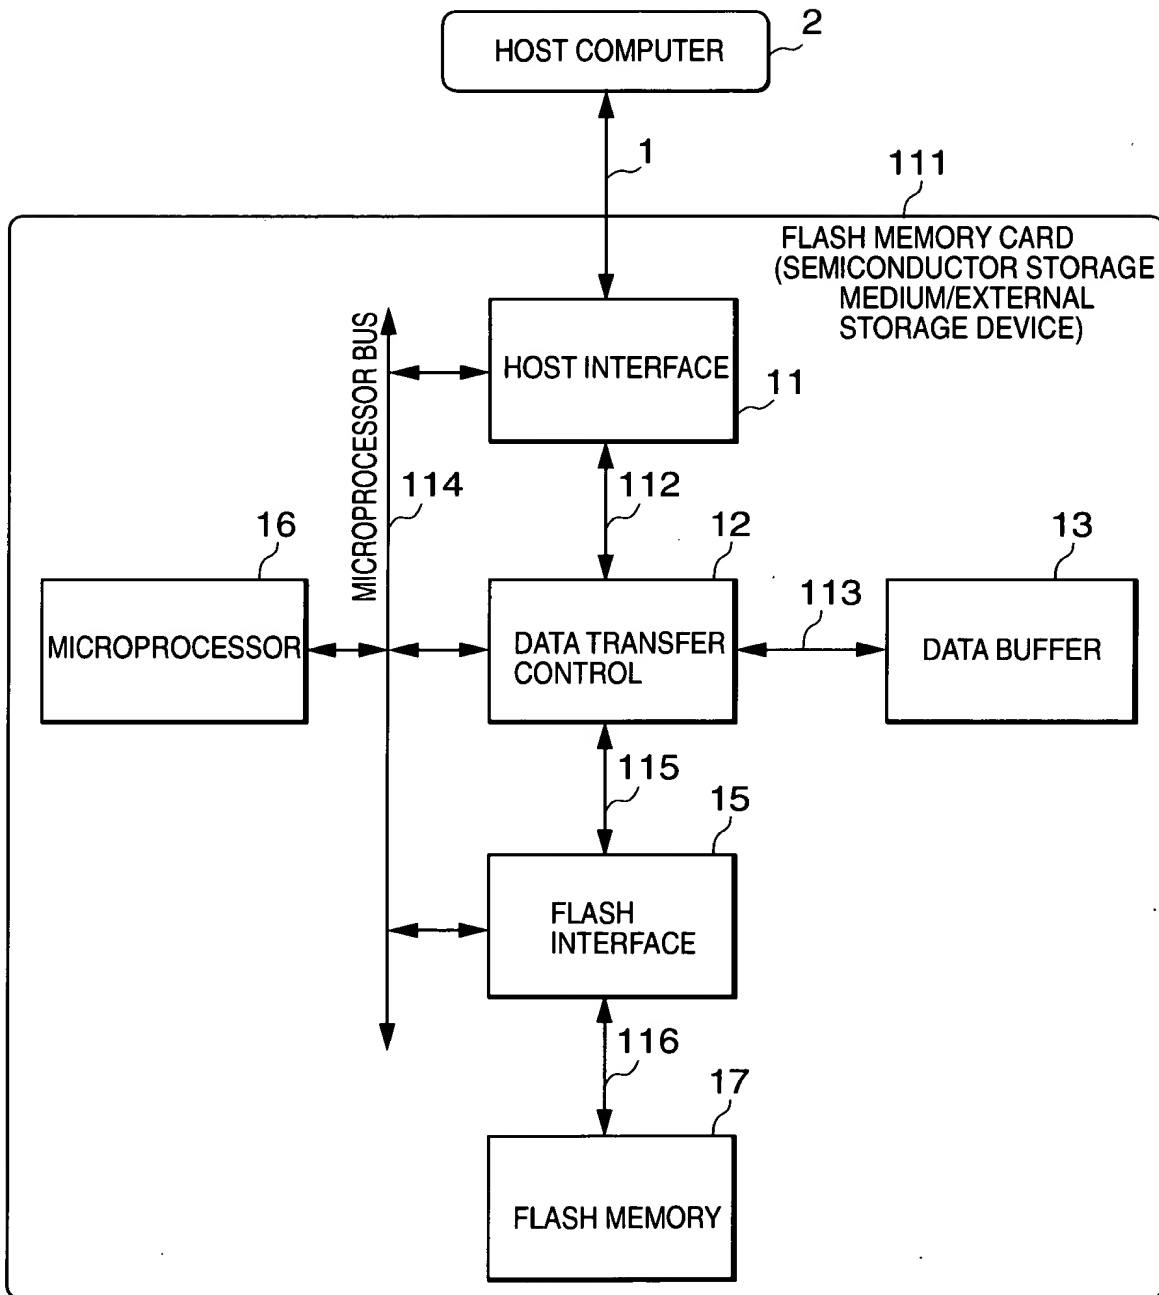 2
HOST COMPUTER
1
111
FLASH MEMORY CARD
(SEMICONDUCTOR STORAGE
MEDIUM/EXTERNAL
STORAGE DEVICE)
MICROPROCESSOR BUS
HOST INTERFACE
11
114
112
16
12
13
113
MICROPROCESSOR
DATA TRANSFER
CONTROL
DATA BUFFER
115
15
FLASH
INTERFACE
116
17
FLASH MEMORY